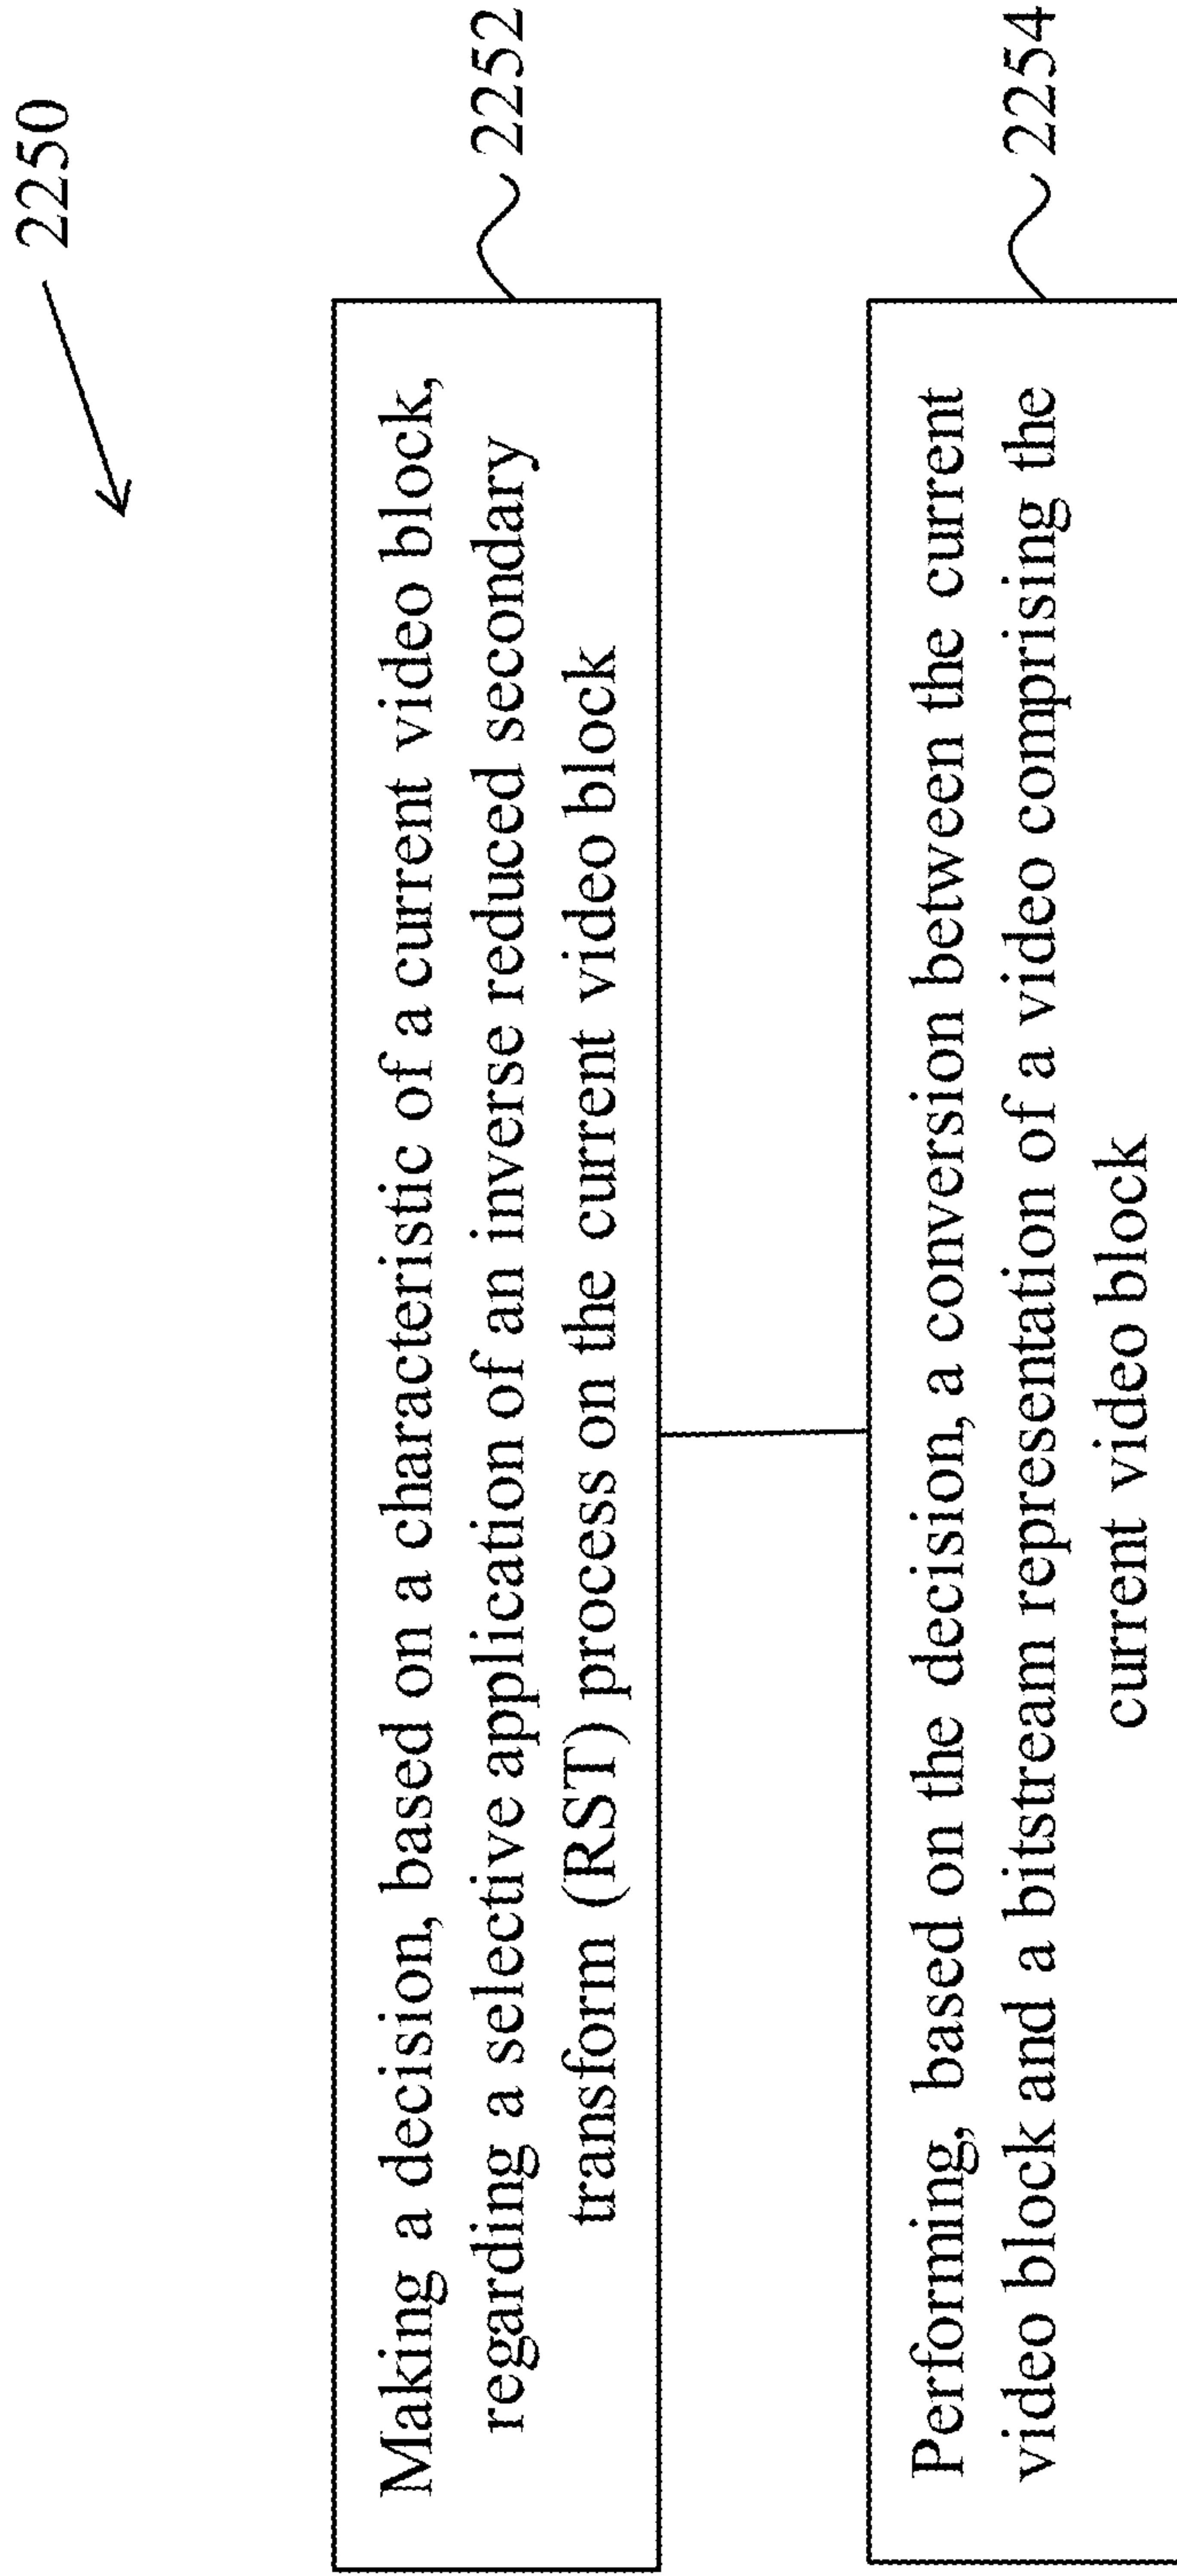 2250
Making a decision, based on a characteristic of a current video block,
regarding a selective application of an inverse reduced secondary
transform (RST) process on the current video block
2252
Performing, based on the decision, a conversion between the current
video block and a bitstream representation of a video comprising the
current video block
2254